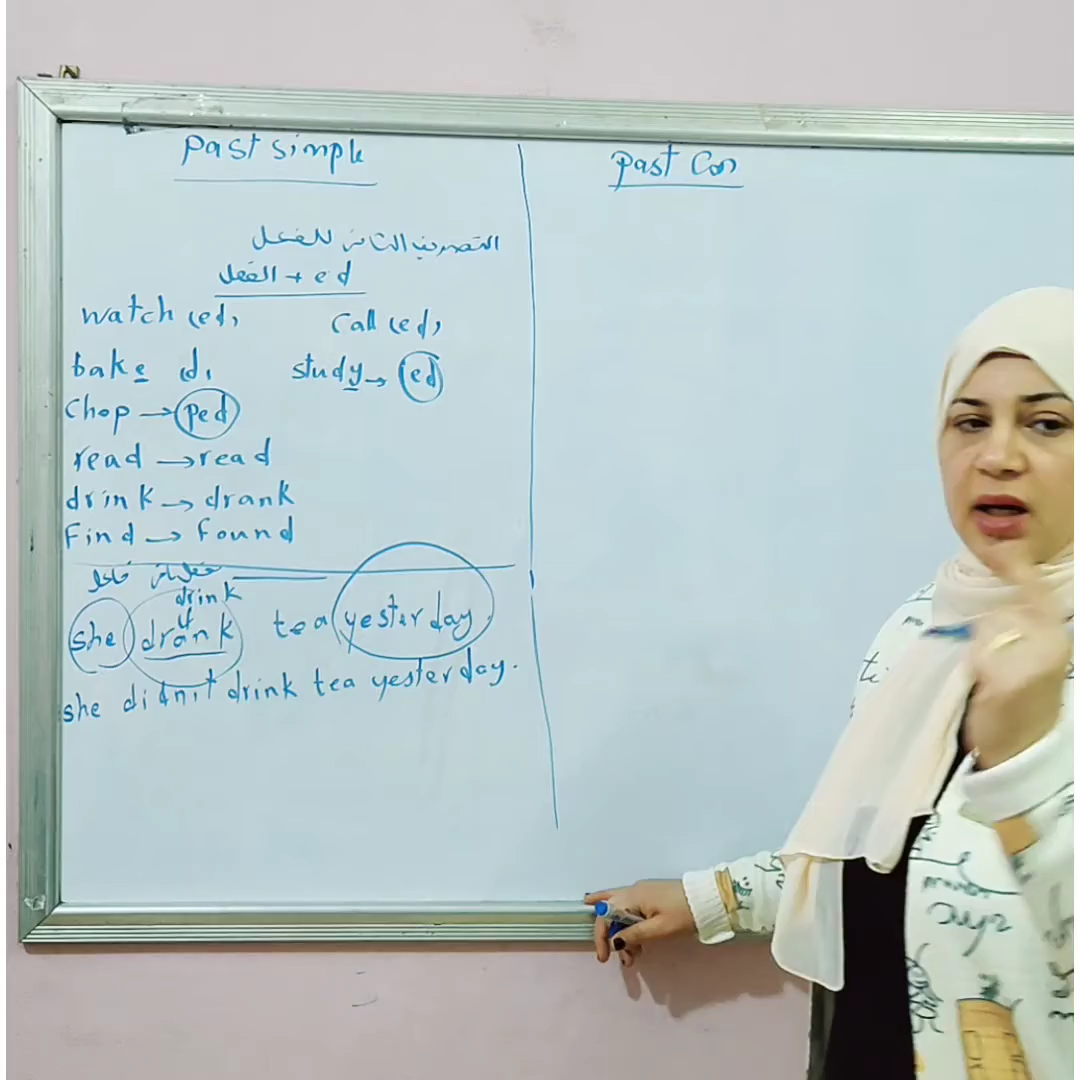 past simple
التصريف الثاني للفعل
الفعل + ed
watch (ed)
call (ed)
bake d
study → ed
chop → ped
read → read
drink → drank
Find → found
فاعل
drink
she drank tea yesterday.
she didn't drink tea yesterday.
past Con